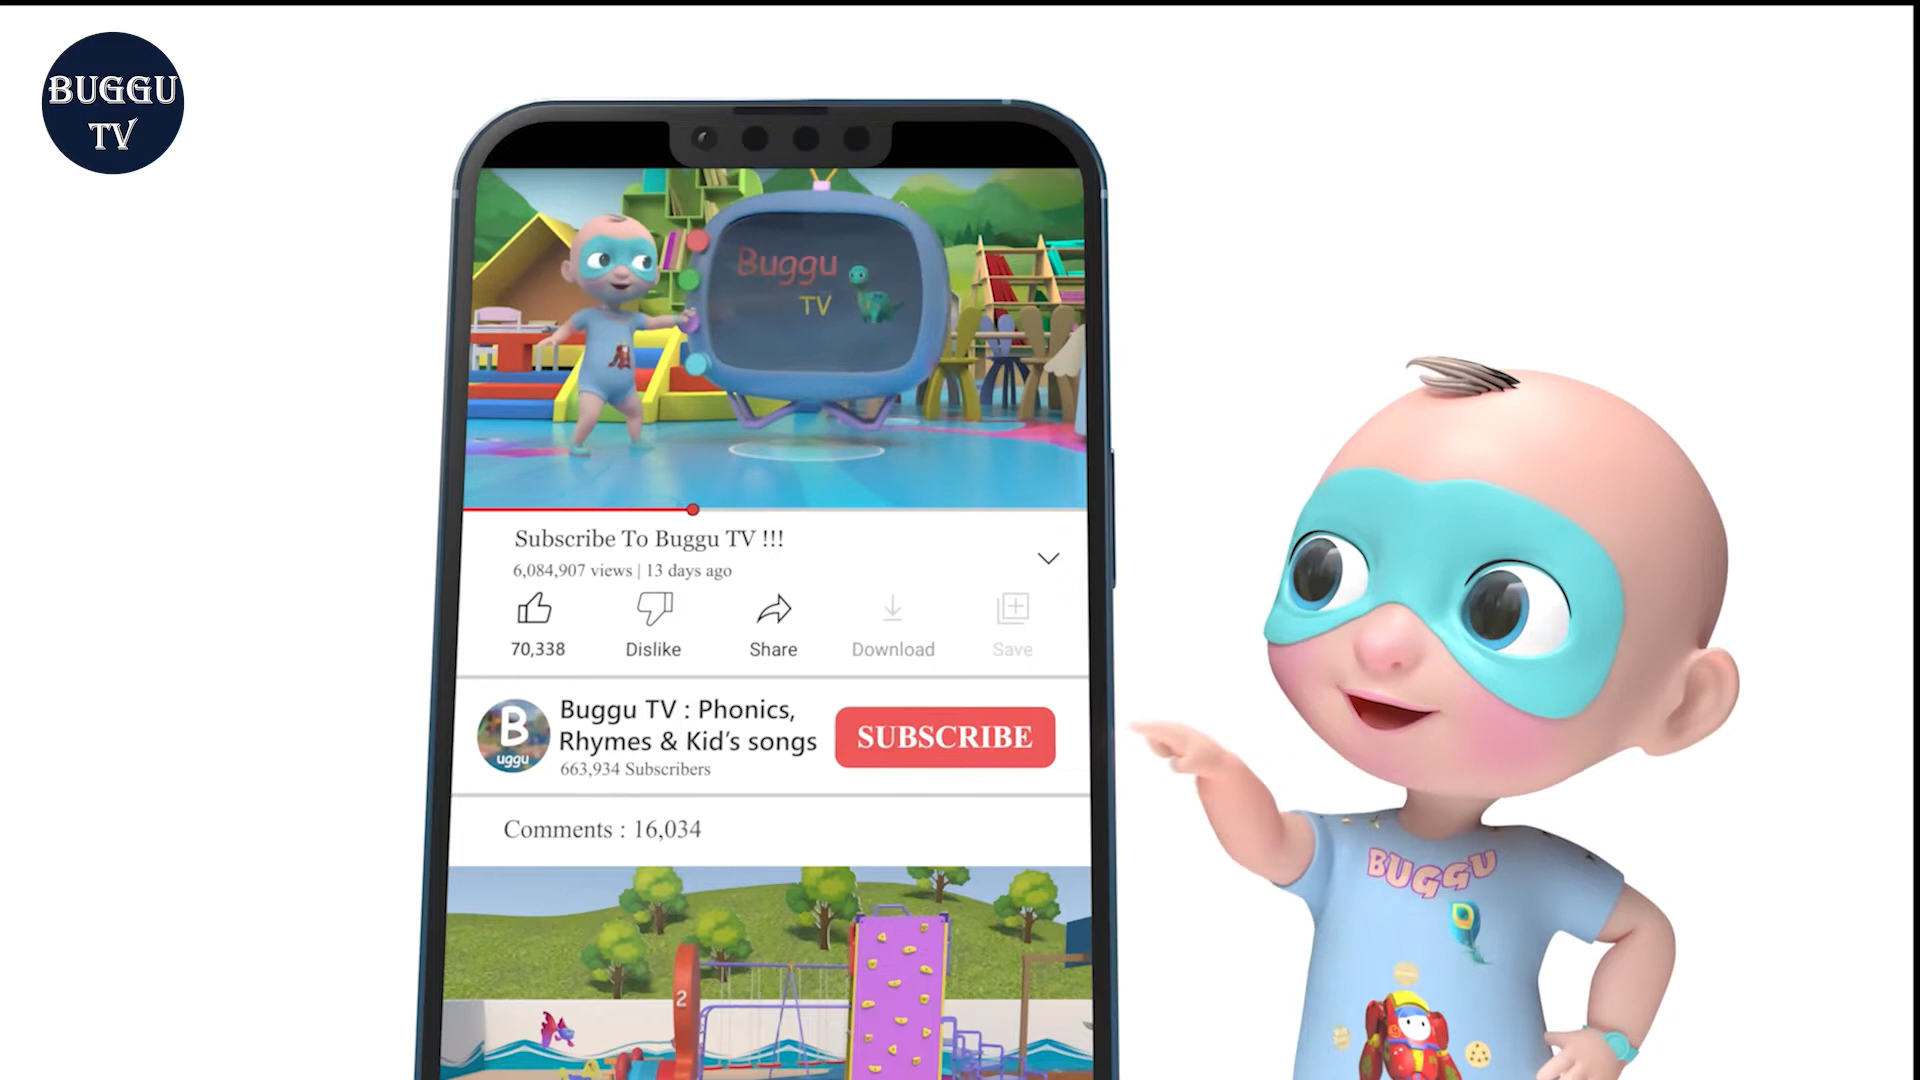 BUGGU
TV
Buggu
TV
Subscribe To Buggu TV !!!
6,084,907 views | 13 days ago
70,338
Dislike
Share
Download
Save
B
uggu
Buggu TV : Phonics,
Rhymes & Kid's songs
663,934 Subscribers
SUBSCRIBE
Comments : 16,034
2
BUGGU